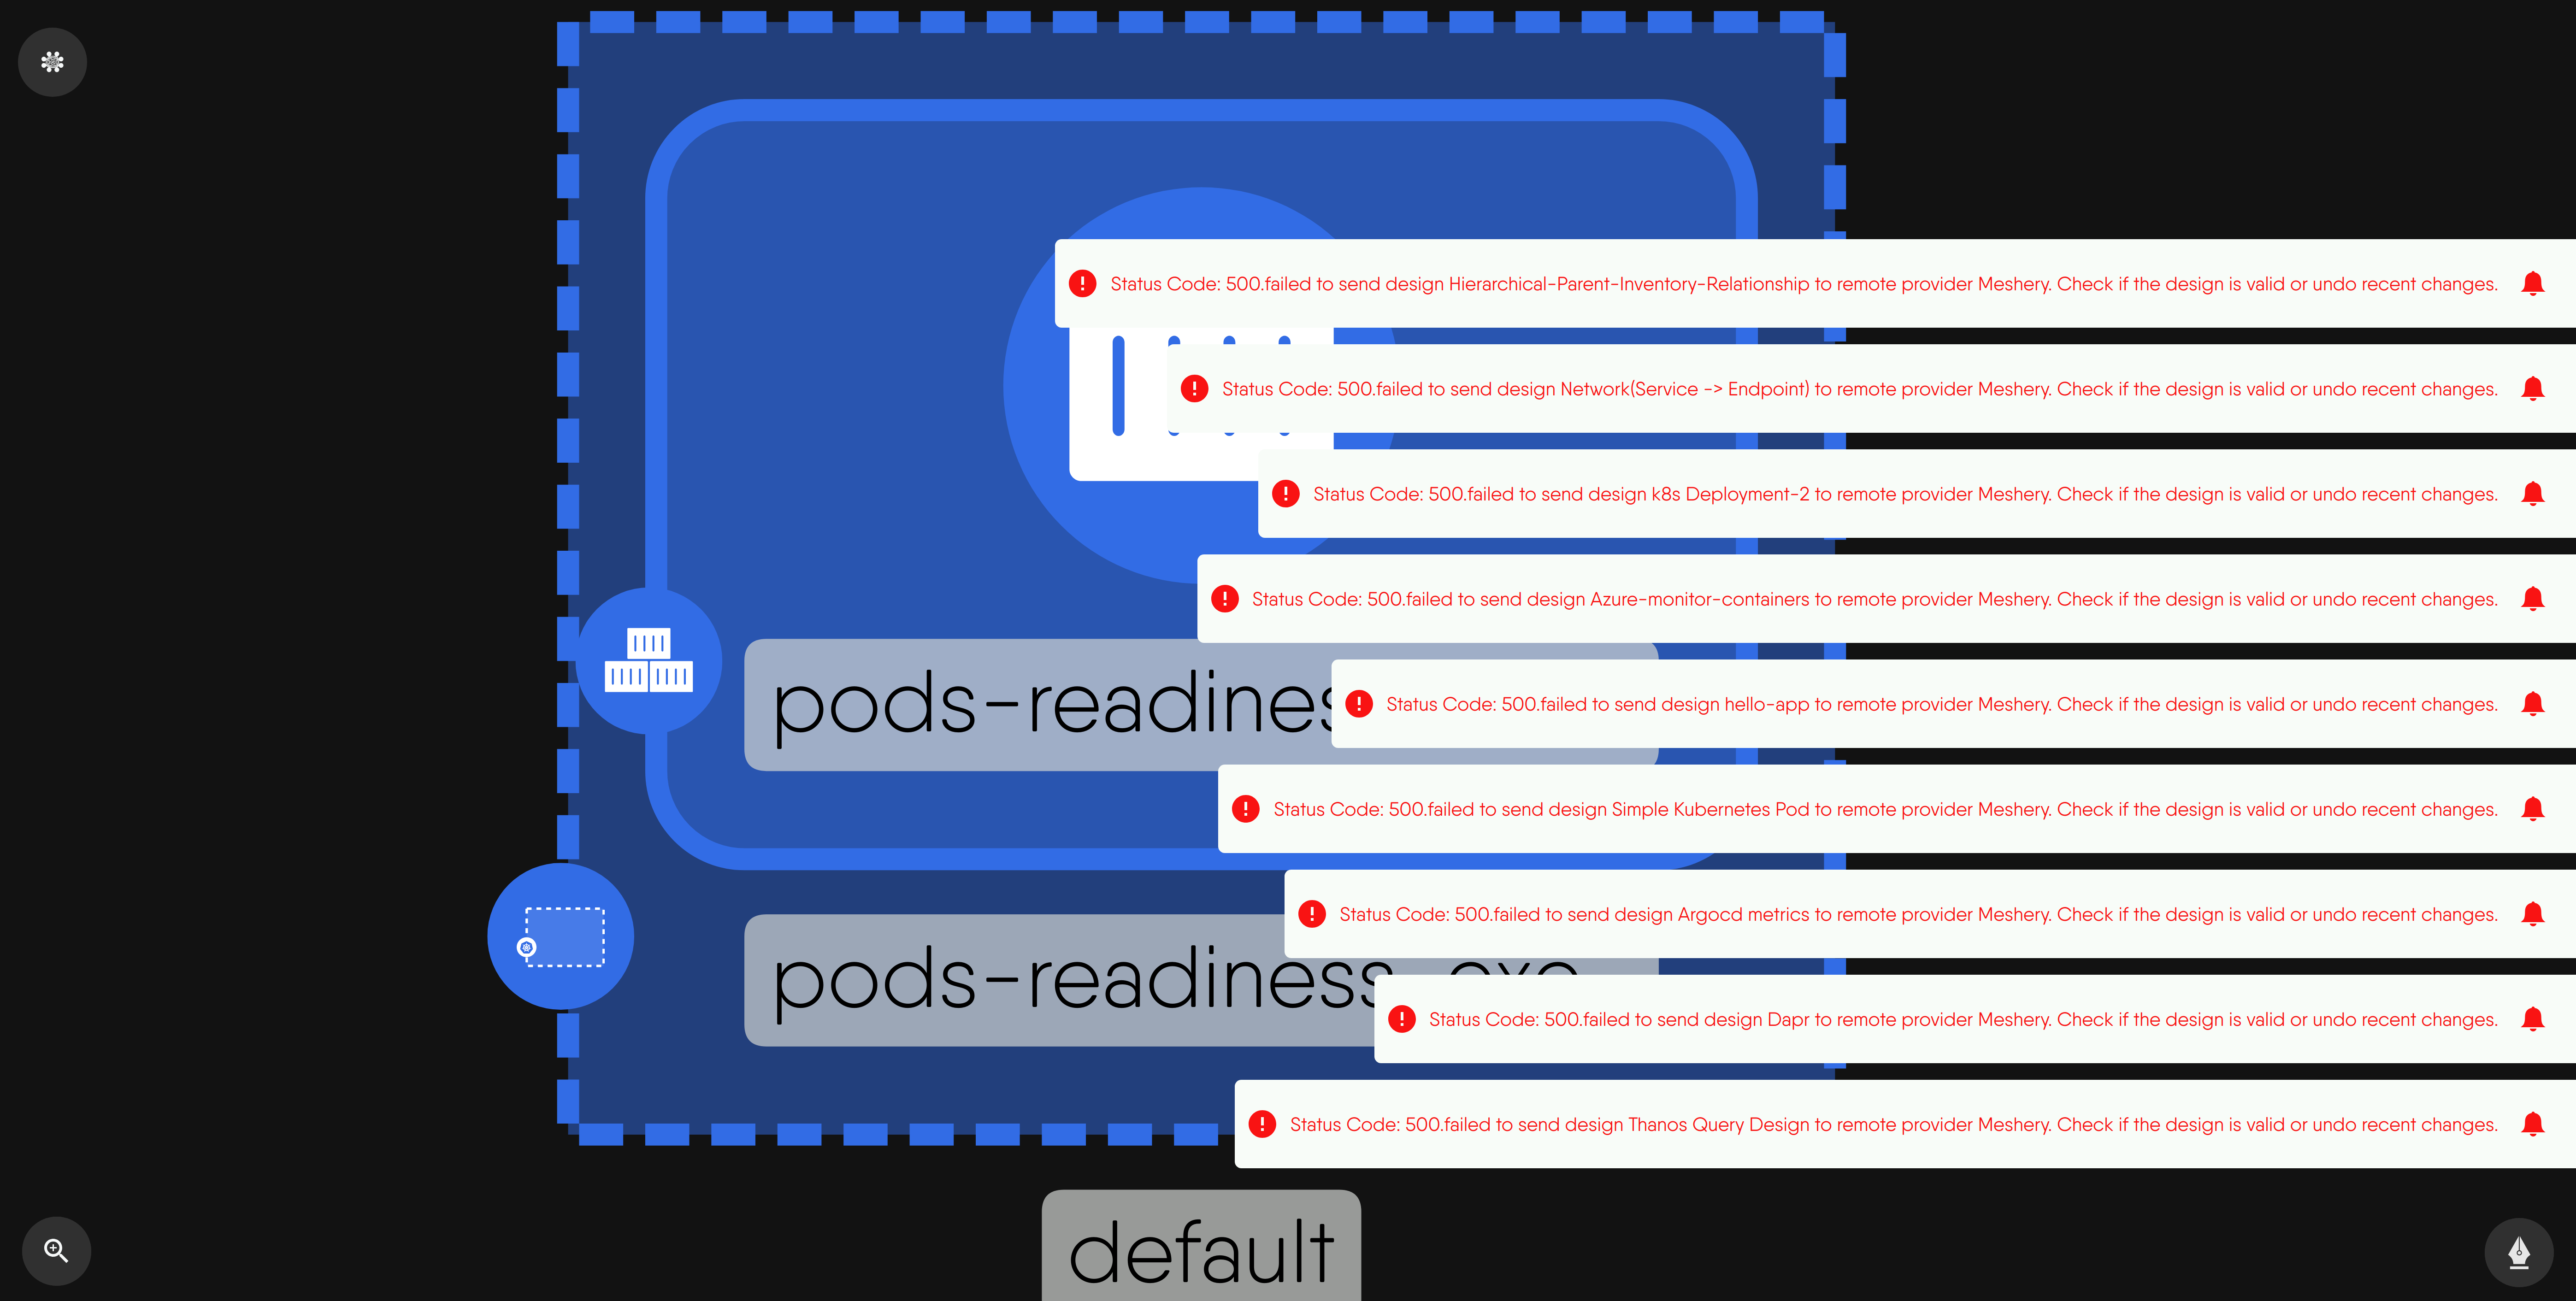 Status Code: 500.failed to send design Hierarchical-Parent-Inventory-Relationship to remote provider Meshery. Check if the design is valid or undo recent changes.
Status Code: 500.failed to send design Network(Service -> Endpoint) to remote provider Meshery. Check if the design is valid or undo recent changes.
Status Code: 500.failed to send design k8s Deployment-2 to remote provider Meshery. Check if the design is valid or undo recent changes.
Status Code: 500.failed to send design Azure-monitor-containers to remote provider Meshery. Check if the design is valid or undo recent changes.
pods-readines
Status Code: 500.failed to send design hello-app to remote provider Meshery. Check if the design is valid or undo recent changes.
Status Code: 500.failed to send design Simple Kubernetes Pod to remote provider Meshery. Check if the design is valid or undo recent changes.
Status Code: 500.failed to send design Argocd metrics to remote provider Meshery. Check if the design is valid or undo recent changes.
pods-readiness
Status Code: 500.failed to send design Dapr to remote provider Meshery. Check if the design is valid or undo recent changes.
Status Code: 500.failed to send design Thanos Query Design to remote provider Meshery. Check if the design is valid or undo recent changes.
default